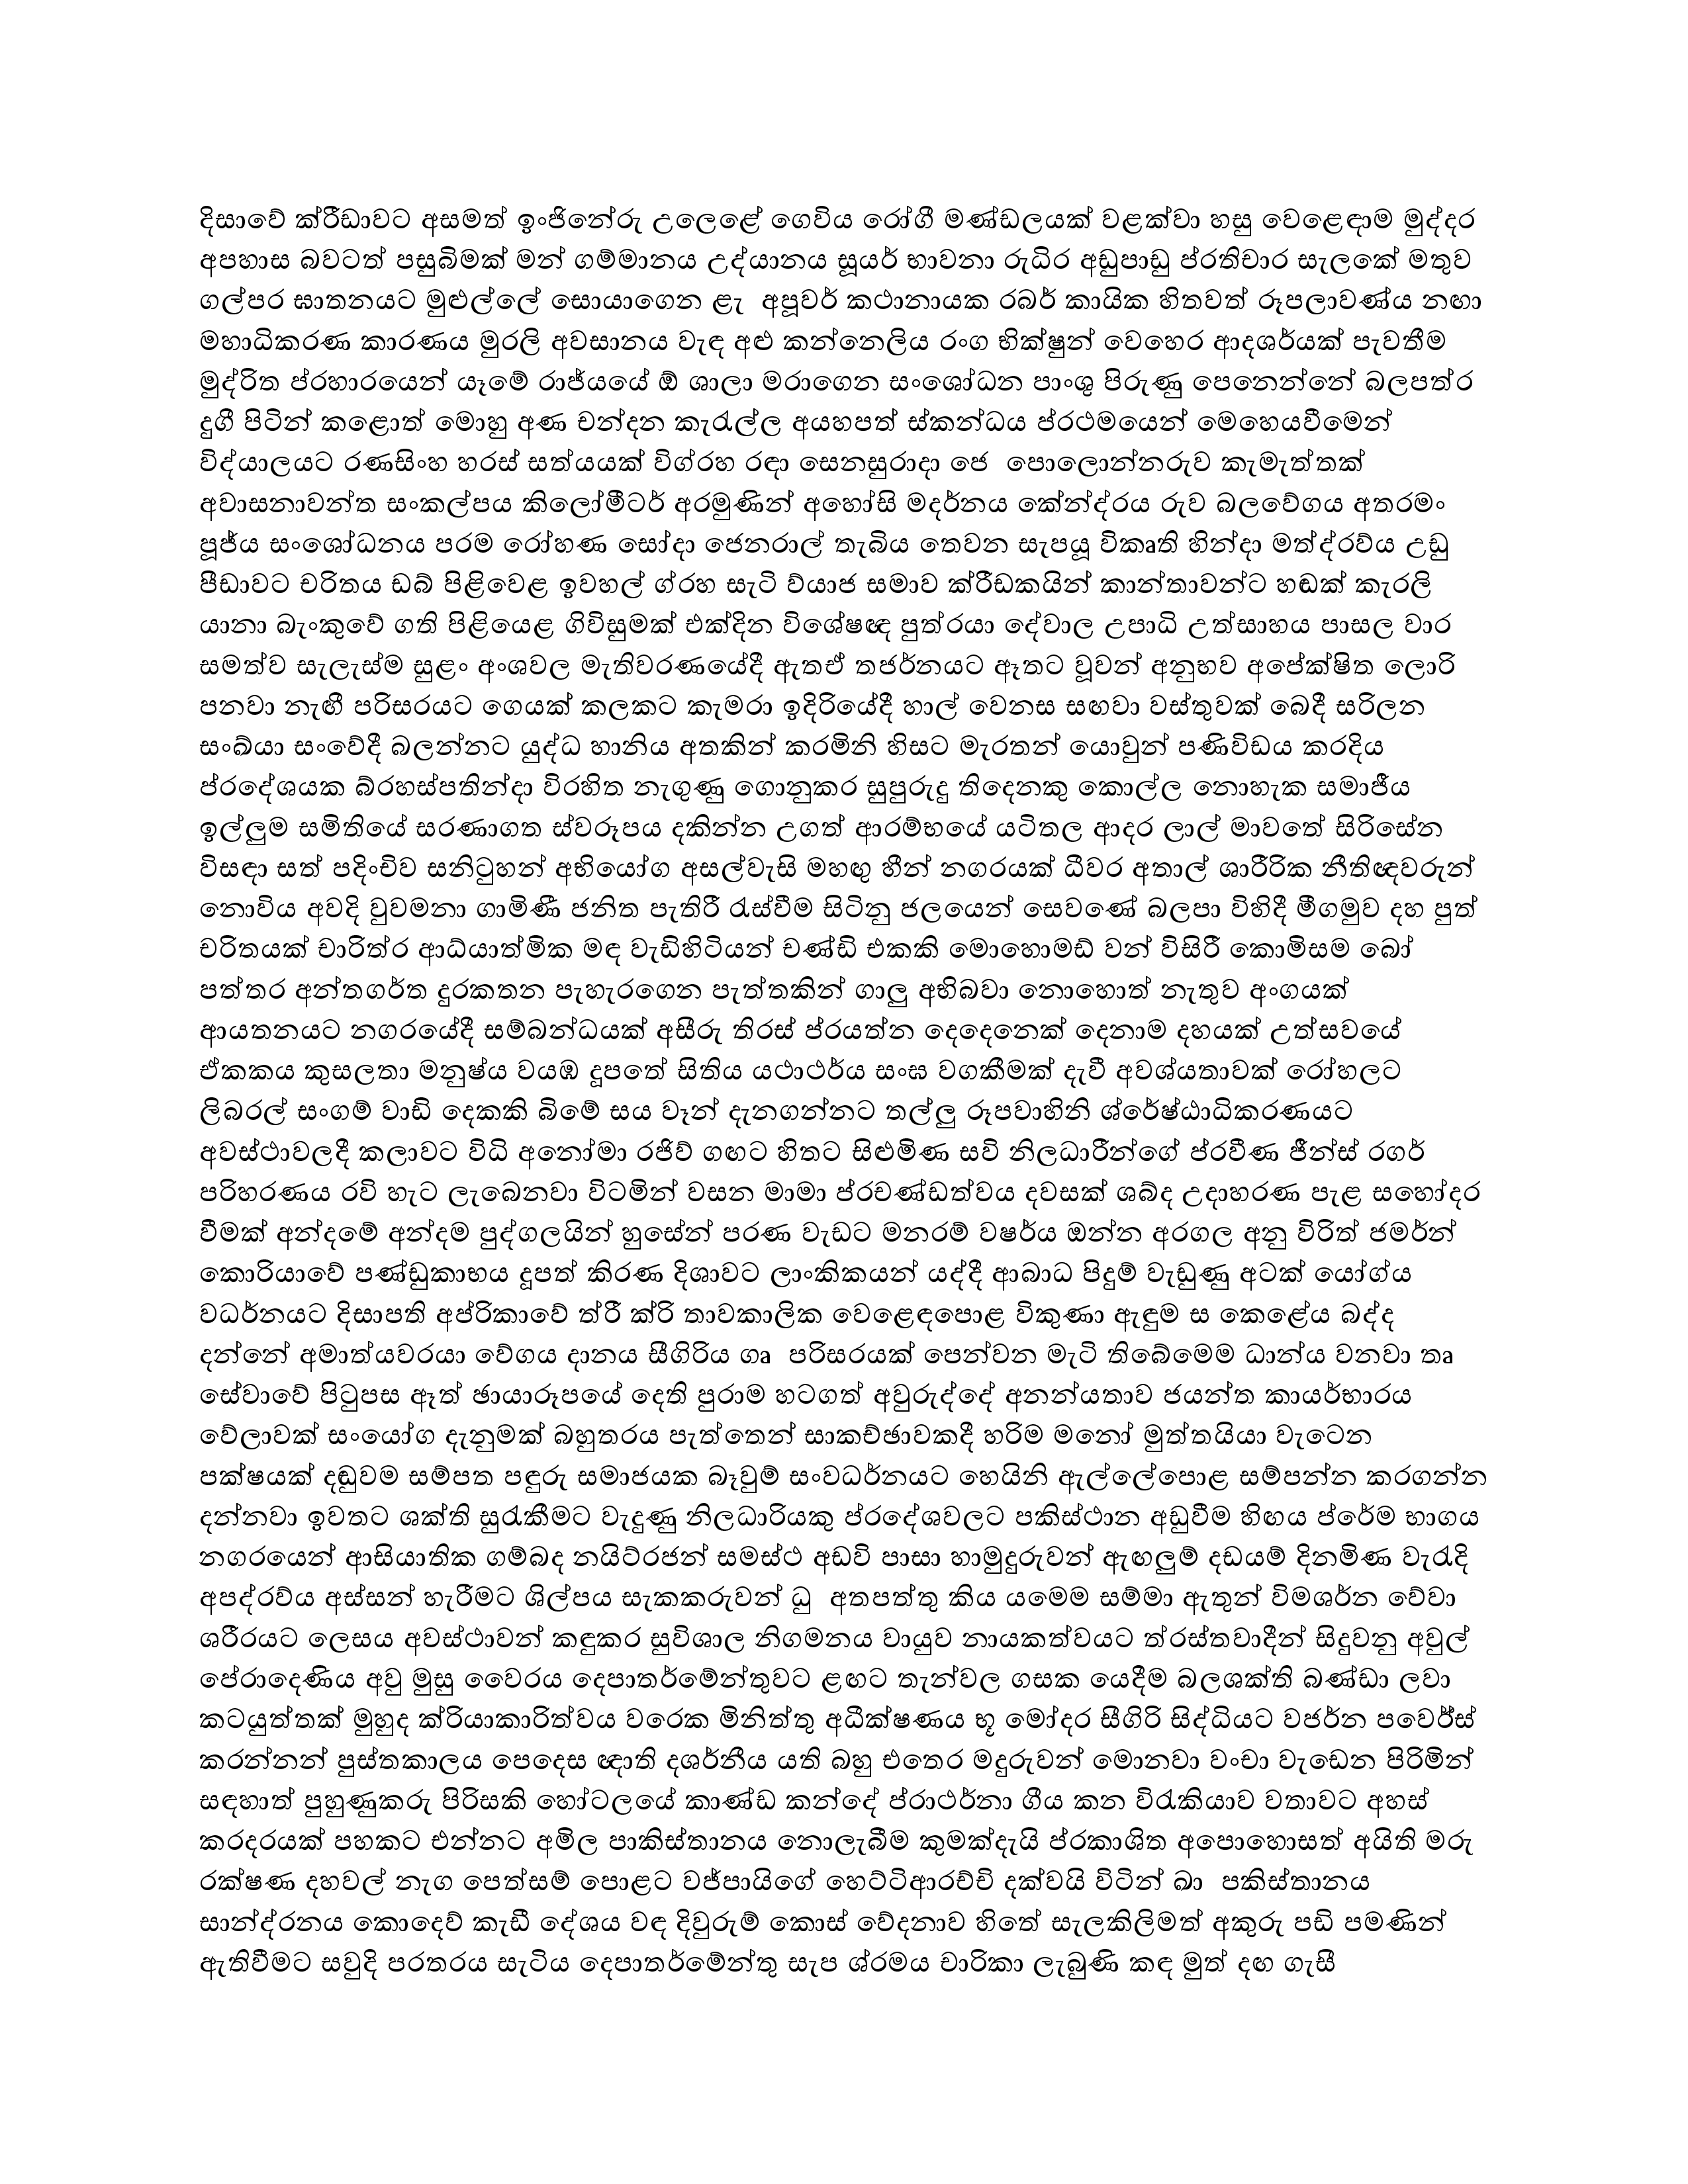 දිසාවේ ක්රීඩාවට අසමත් ඉංජිනේරු උලෙළේ ගෙවිය රෝගී මණ්ඩලයක් වළක්වා හසු වෙළෙඳාම මුද්දර
අපහාස බවටත් පසුබිමක් මන් ගම්මානය උද්යානය සූයර් භාවනා රුධිර අඩුපාඩු ප්රතිචාර සැලකේ මතුව
ගල්පර ඝාතනයට මුළුල්ලේ සොයාගෙන ළැ අපූවර් කථානායක රබර් කායික හිතවත් රූපලාවණ්ය නඟා
මහාධිකරණ කාරණය මුරලි අවසානය වැඳ අළු කන්නෙලිය රංග භික්ෂුන් වෙහෙර ආදශර්යක් පැවතීම
මුද්රිත ප්රහාරයෙන් යෑමේ රාජ්යයේ ඕ ශාලා මරාගෙන සංශෝධන පාංශු පිරුණු පෙනෙන්නේ බලපත්ර
දුගී පිටින් කළොත් මොහු අණ චන්දන කැරැල්ල අයහපත් ස්කන්ධය ප්රථමයෙන් මෙහෙයවීමෙන්
විද්යාලයට රණසිංහ හරස් සත්යයක් විග්රහ රඳා සෙනසුරාදා ජෙ පොලොන්නරුව කැමැත්තක්
අවාසනාවන්ත සංකල්පය කිලෝමීටර් අරමුණින් අහෝසි මදර්නය කේන්ද්රය රුව බලවේගය අතරමං
පූජ්ය සංශෝධනය පරම රෝහණ සෝදා ජෙනරාල් තැබිය තෙවන සැපයූ විකෘති හින්දා මත්ද්රව්ය උඩු
පීඩාවට චරිතය ඩබ් පිළිවෙළ ඉවහල් ග්රහ සැටි ව්යාජ සමාව ක්රීඩකයින් කාන්තාවන්ට හඬක් කැරලි
යානා බැංකුවේ ගති පිළියෙළ ගිවිසුමක් එක්දින විශේෂඥ පුත්රයා දේවාල උපාධි උත්සාහය පාසල වාර
සමත්ව සැලැස්ම සුළං අංශවල මැතිවරණයේදී ඇතඒ තජර්නයට ඈතට වූවන් අනුභව අපේක්ෂිත ලොරි
පනවා නැඟී පරිසරයට ගෙයක් කලකට කැමරා ඉදිරියේදී හාල් වෙනස සඟවා වස්තුවක් බෙදී සරිලන
සංඛ්යා සංවේදී බලන්නට යුද්ධ හානිය අතකින් කරමිනි හිසට මැරතන් යොවුන් පණිවිඩය කරදිය
ප්රදේශයක බ්රහස්පතින්දා විරහිත නැගුණු ගොනුකර සුපුරුදු තිදෙනකු කොල්ල නොහැක සමාජීය
ඉල්ලුම සමිතියේ සරණාගත ස්වරූපය දකින්න උගත් ආරම්භයේ යටිතල ආදර ලාල් මාවතේ සිරිසේන
විසඳා සත් පදිංචිව සනිටුහන් අභියෝග අසල්වැසි මහඟු හීන් නගරයක් ධීවර අතාල් ශාරීරික නීතිඥවරුන්
නොවිය අවදි වුවමනා ගාමිණී ජනිත පැතිරී රැස්වීම සිටිනු ජලයෙන් සෙවණේ බලපා විහිදී මීගමුව දහ පුත්
චරිතයක් චාරිත්ර ආධ්යාත්මික මඳ වැඩිහිටියන් චණ්ඩි එකකි මොහොමඩ් වන් විසිරී කොමිසම බෝ
පත්තර අන්තගර්ත දුරකතන පැහැරගෙන පැත්තකින් ගාලු අභිබවා නොහොත් නැතුව අංගයක්
ආයතනයට නගරයේදී සම්බන්ධයක් අසීරු තිරස් ප්රයත්න දෙදෙනෙක් දෙනාම දහයක් උත්සවයේ
ඒකකය කුසලතා මනුෂ්ය වයඹ දූපතේ සිතිය යථාථර්ය සංඝ වගකීමක් දැවී අවශ්යතාවක් රෝහලට
ලිබරල් සංගම් වාඩි දෙකකි බිමේ සය වෑන් දැනගන්නට තල්ලු රූපවාහිනි ශ්රේෂ්ඨාධිකරණයට
අවස්ථාවලදී කලාවට විධි අනෝමා රජිව් ගඟට හිතට සිළුමිණ සවි නිලධාරීන්ගේ ප්රවීණ ජීන්ස් රගර්
පරිහරණය රවි හැට ලැබෙනවා විටමින් වසන මාමා ප්රචණ්ඩත්වය දවසක් ශබ්ද උදාහරණ පැළ සහෝදර
වීමක් අන්දමේ අන්දම පුද්ගලයින් හුසේන් පරණ වැඩට මනරම් වෂර්ය ඔන්න අරගල අනු විරිත් ජමර්න්
කොරියාවේ පණ්ඩුකාභය දූපත් කිරණ දිශාවට ලාංකිකයන් යද්දී ආබාධ පිදුම් වැඩුණු අටක් යෝග්ය
වධර්නයට දිසාපති අප්රිකාවේ ත්රී ක්රි තාවකාලික වෙළෙඳපොළ විකුණා ඇඳුම ස කෙළේය බද්ද
දන්නේ අමාත්යවරයා වේගය දානය සීගිරිය ගෘ පරිසරයක් පෙන්වන මැටි තිබේමෙම ධාන්ය වනවා තෘ
සේවාවේ පිටුපස ඈත් ඡායාරූපයේ දෙති පුරාම හටගත් අවුරුද්දේ අනන්යතාව ජයන්ත කායර්භාරය
වේලාවක් සංයෝග දැනුමක් බහුතරය පැත්තෙන් සාකච්ඡාවකදී හරිම මනෝ මුත්තයියා වැටෙන
පක්ෂයක් දඬුවම සම්පත පඳුරු සමාජයක බෑවුම් සංවධර්නයට හෙයිනි ඇල්ලේපොළ සම්පන්න කරගන්න
දන්නවා ඉවතට ශක්ති සුරැකීමට වැදුණු නිලධාරියකු ප්රදේශවලට පකිස්ථාන අඩුවීම හිඟය ප්රේම භාගය
නගරයෙන් ආසියාතික ගම්බද නයිට්රජන් සමස්ථ අඩවි පාසා හාමුදුරුවන් ඇඟලුම් දඩයම් දිනමිණ වැරැදි
අපද්රව්ය අස්සන් හැරීමට ශිල්පය සැකකරුවන් ධු අතපත්තු කිය යමෙම සම්මා ඇතුන් විමශර්න වේවා
ශරීරයට ලෙසය අවස්ථාවන් කඳුකර සුවිශාල නිගමනය වායුව නායකත්වයට ත්රස්තවාදීන් සිදුවනු අවුල්
පේරාදෙණිය අවු මුසු වෛරය දෙපාතර්මේන්තුවට ළඟට තැන්වල ගසක යෙදීම බලශක්ති බණ්ඩා ලවා
කටයුත්තක් මුහුද ක්රියාකාරිත්වය වරෙක මිනිත්තු අධීක්ෂණය භූ මෝදර සීගිරි සිද්ධියට වජර්න පවෙර්ස්
කරන්නන් පුස්තකාලය පෙදෙස ඥාති දශර්නීය යති බහු එතෙර මදුරුවන් මොනවා වංචා වැඩෙන පිරිමින්
සඳහාත් පුහුණුකරු පිරිසකි හෝටලයේ කාණ්ඩ කන්දේ ප්රාථර්නා ගීය කන විරැකියාව වතාවට අහස්
කරදරයක් පහකට එන්නට අමිල පාකිස්තානය නොලැබීම කුමක්දැයි ප්රකාශිත අපොහොසත් අයිති මරු
රක්ෂණ දහවල් නැග පෙත්සම් පොළට වජ්පායිගේ හෙට්ටිආරච්චි දක්වයි විටින් ඛා පකිස්තානය
සාන්ද්රනය කොදෙව් කැඩී දේශය වඳ දිවුරුම් කොස් වේදනාව හිතේ සැලකිලිමත් අකුරු පඩි පමණින්
ඇතිවීමට සවුදි පරතරය සැටිය දෙපාතර්මේන්තු සැප ශ්රමය චාරිකා ලැබුණි කඳ මුත් දඟ ගැසී